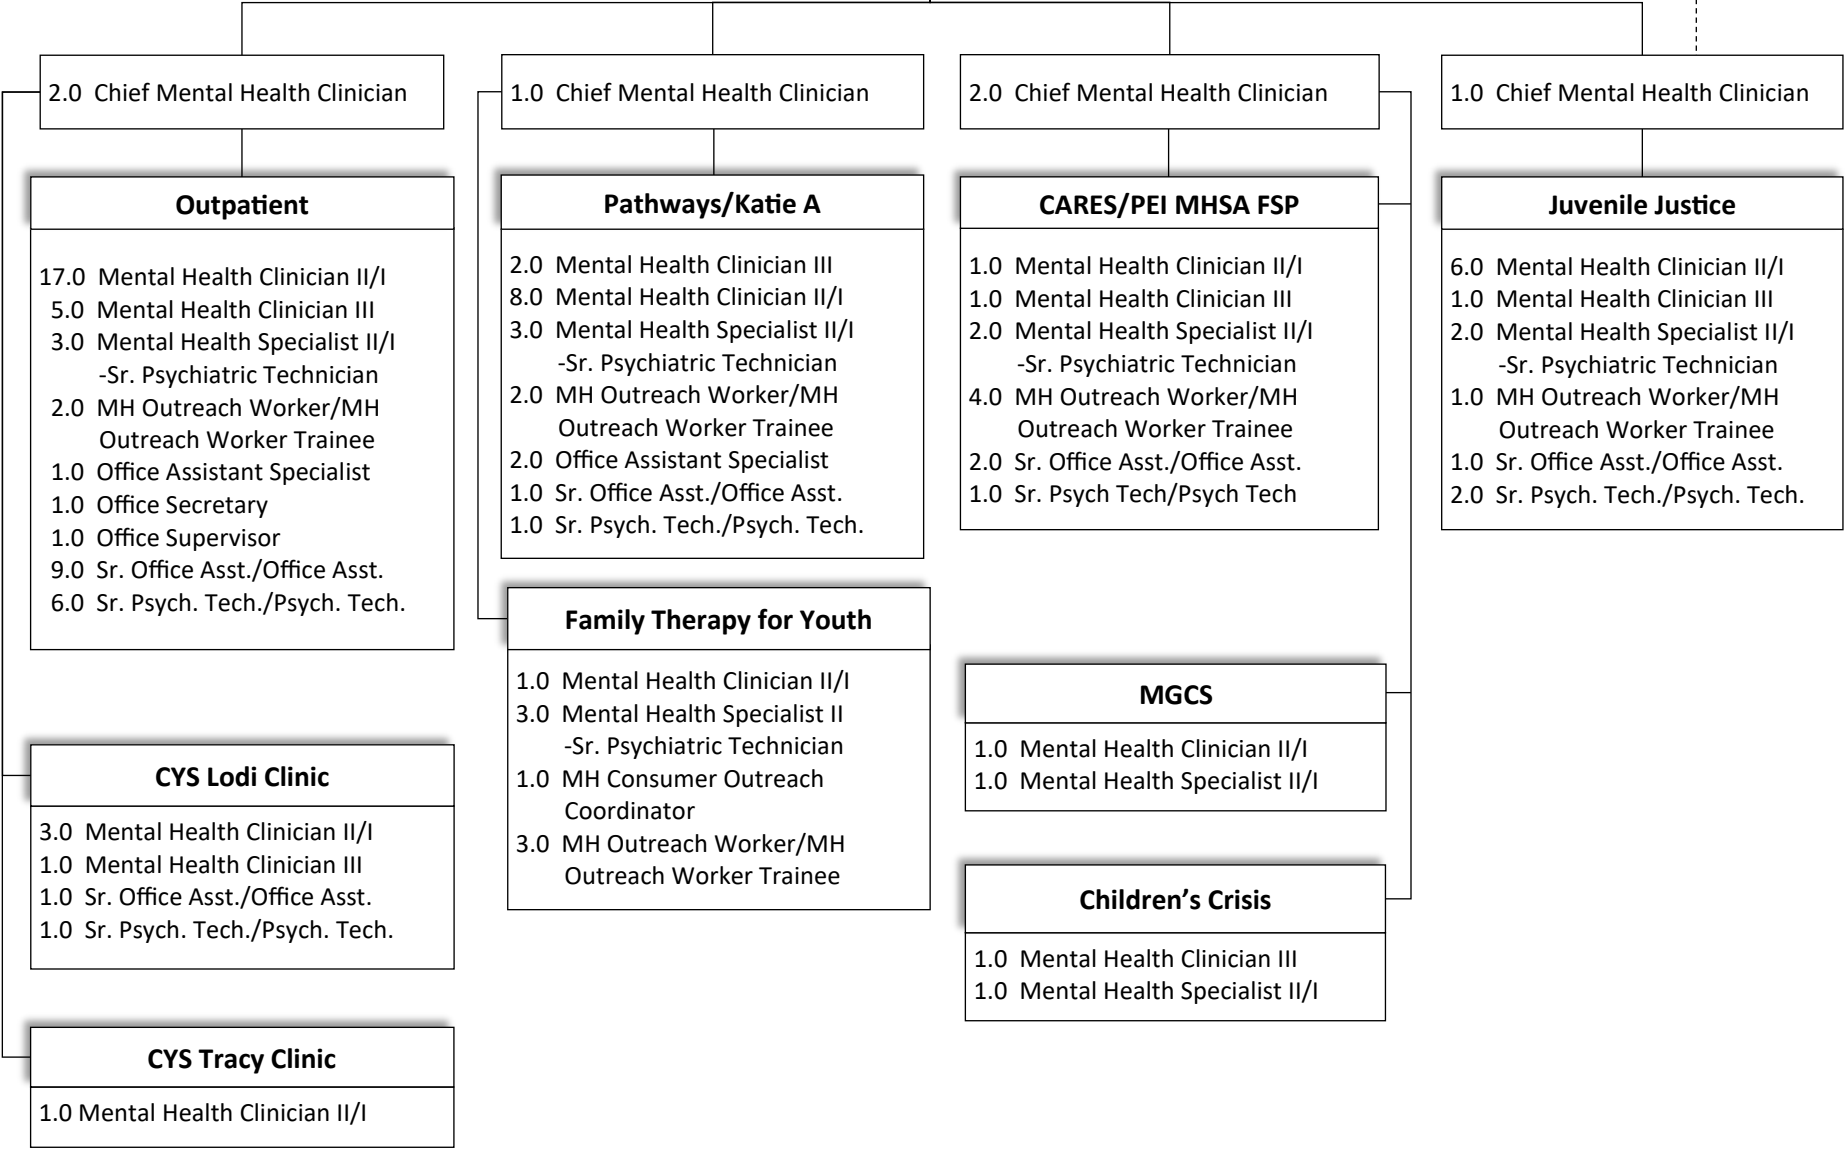 2.0 Chief Mental Health Clinician
1.0 Chief Mental Health Clinician
2.0 Chief Mental Health Clinician
1.0 Chief Mental Health Clinician
Outpatient
17.0 Mental Health Clinician II/I
5.0 Mental Health Clinician III
3.0 Mental Health Specialist II/I
-Sr. Psychiatric Technician
2.0 MH Outreach Worker/MH
Outreach Worker Trainee
1.0 Office Assistant Specialist
1.0 Office Secretary
1.0 Office Supervisor
9.0 Sr. Office Asst./Office Asst.
6.0 Sr. Psych. Tech./Psych. Tech.
CYS Lodi Clinic
3.0 Mental Health Clinician II/I
1.0 Mental Health Clinician III
1.0 Sr. Office Asst./Office Asst.
1.0 Sr. Psych. Tech./Psych. Tech.
CYS Tracy Clinic
1.0 Mental Health Clinician II/I
Pathways/Katie A
2.0 Mental Health Clinician III
8.0 Mental Health Clinician II/I
3.0 Mental Health Specialist II/I
-Sr. Psychiatric Technician
2.0 MH Outreach Worker/MH
Outreach Worker Trainee
2.0 Office Assistant Specialist
1.0 Sr. Office Asst./Office Asst.
1.0 Sr. Psych. Tech./Psych. Tech.
Family Therapy for Youth
1.0 Mental Health Clinician II/I
3.0 Mental Health Specialist II
-Sr. Psychiatric Technician
1.0 MH Consumer Outreach
Coordinator
3.0 MH Outreach Worker/MH
Outreach Worker Trainee
CARES/PEI MHSA FSP
1.0 Mental Health Clinician II/I
1.0 Mental Health Clinician III
2.0 Mental Health Specialist II/I
-Sr. Psychiatric Technician
4.0 MH Outreach Worker/MH
Outreach Worker Trainee
2.0 Sr. Office Asst./Office Asst.
1.0 Sr. Psych Tech/Psych Tech
MGCS
1.0 Mental Health Clinician II/I
1.0 Mental Health Specialist II/I
Children's Crisis
1.0 Mental Health Clinician III
1.0 Mental Health Specialist II/I
Juvenile Justice
6.0 Mental Health Clinician II/I
1.0 Mental Health Clinician III
2.0 Mental Health Specialist II/I
-Sr. Psychiatric Technician
1.0 MH Outreach Worker/MH
Outreach Worker Trainee
1.0 Sr. Office Asst./Office Asst.
2.0 Sr. Psych. Tech./Psych. Tech.